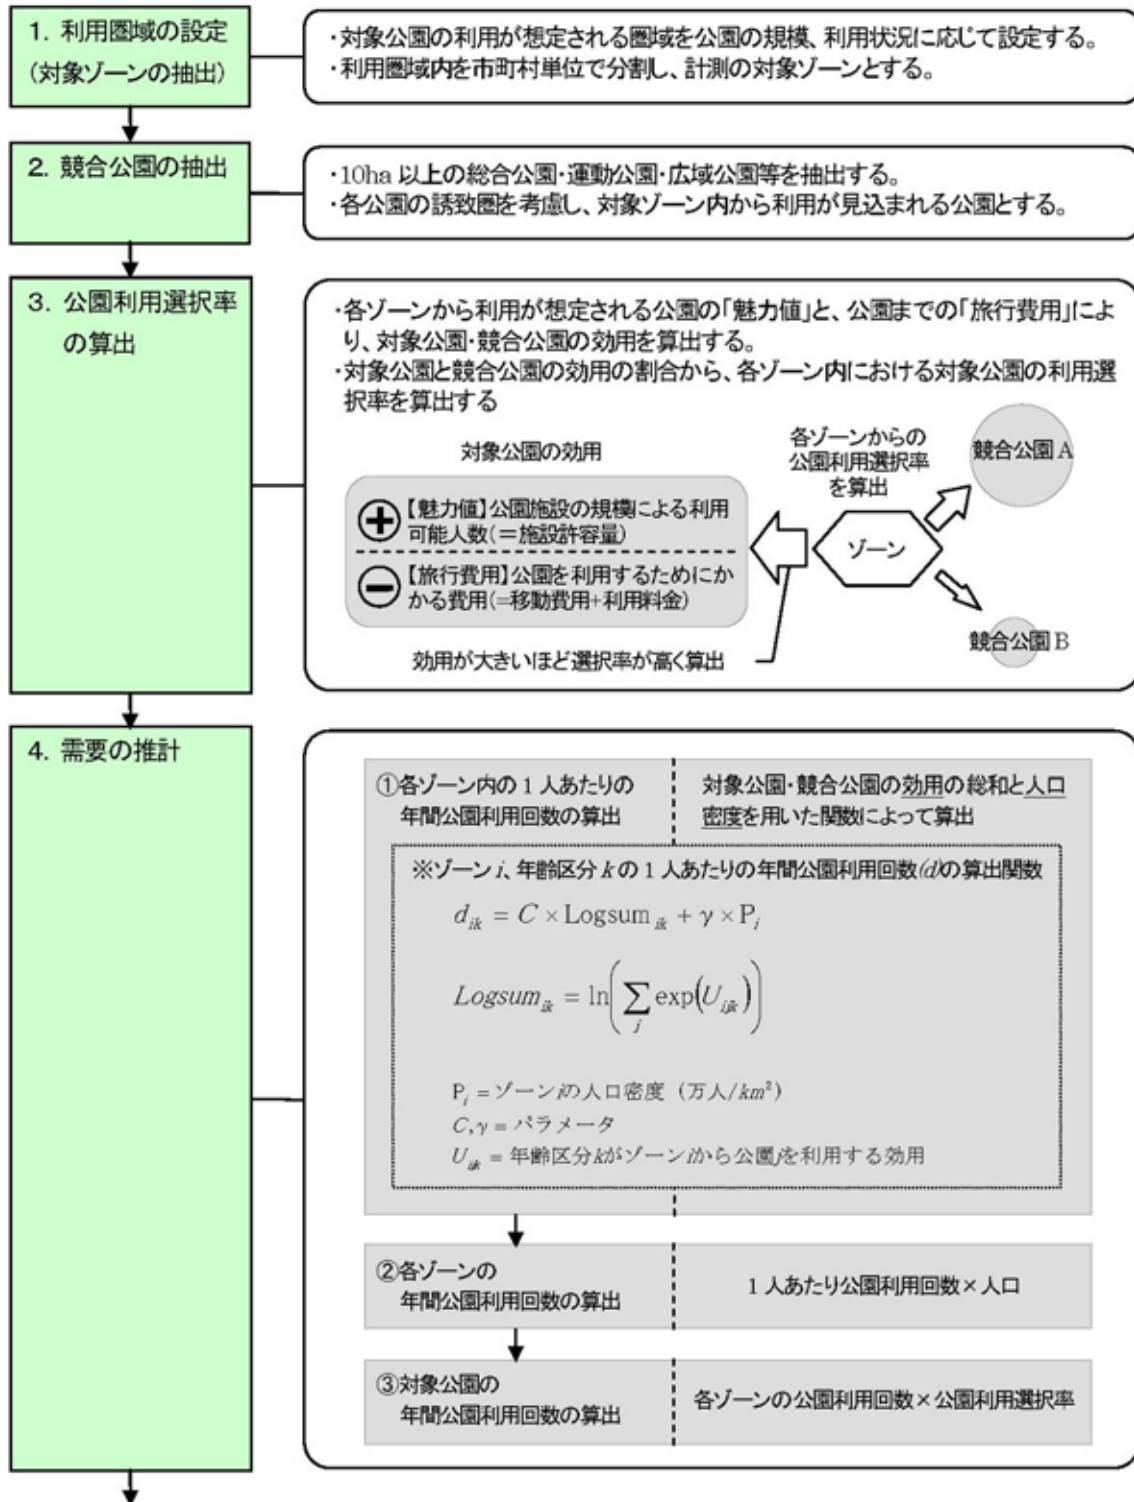 1. 利用圏域の設定
(対象ゾーンの抽出)
・対象公園の利用が想定される圏域を公園の規模、利用状況に応じて設定する。
・利用圏域内を市町村単位で分割し、計測の対象ゾーンとする。
2. 競合公園の抽出
・10ha 以上の総合公園・運動公園・広域公園等を抽出する。
・各公園の誘致圏を考慮し、対象ゾーン内から利用が見込まれる公園とする。
3. 公園利用選択率
の算出
・各ゾーンから利用が想定される公園の「魅力値」と、公園までの「旅行費用」によ
り、対象公園・競合公園の効用を算出する。
・対象公園と競合公園の効用の割合から、各ゾーン内における対象公園の利用選
択率を算出する
対象公園の効用
+
【魅力値】公園施設の規模による利用
可能人数(＝施設許容量)
−
【旅行費用】公園を利用するためにか
かる費用(=移動費用+利用料金)
効用が大きいほど選択率が高く算出
各ゾーンからの
公園利用選択率
を算出
ゾーン
競合公園 A
競合公園 B
4. 需要の推計
①各ゾーン内の 1 人あたりの
年間公園利用回数の算出
対象公園・競合公園の効用の総和と人口
密度を用いた関数によって算出
※ゾーン i、年齢区分 k の 1 人あたりの年間公園利用回数(d)の算出関数
d_{ik} = C × Logsum_{ik} + γ × P_i
Logsum_{ik} = ln(∑_j exp(U_{ijk}))
P_i ＝ゾーンiの人口密度（万人/km²）
C,γ ＝パラメータ
U_{ijk} ＝年齢区分kがゾーンiから公園jを利用する効用
②各ゾーンの
年間公園利用回数の算出
1 人あたり公園利用回数×人口
③対象公園の
年間公園利用回数の算出
各ゾーンの公園利用回数×公園利用選択率